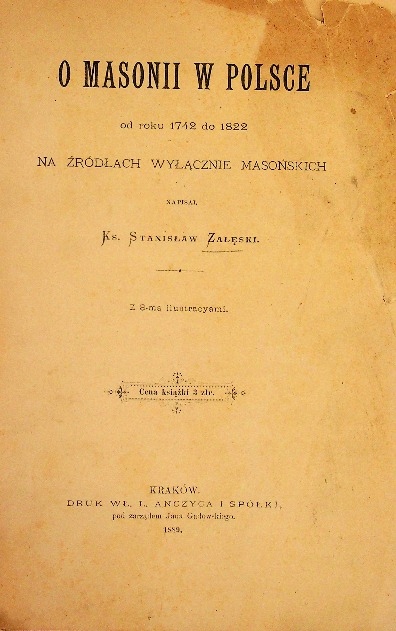 O MASONII W POLSCE
od roku 1742 do 1822
NA ŹRÓDŁACH WYŁĄCZNIE MASOŃSKICH
NAPISAŁ
Ks. Stanisław Załęski.
Z 8-ma ilustracyami.
Cena książki 3 złr.
KRAKÓW.
DRUK WŁ. L. ANCZYCA I SPÓŁKI,
pod zarządem Jana Gadowskiego.
1889.